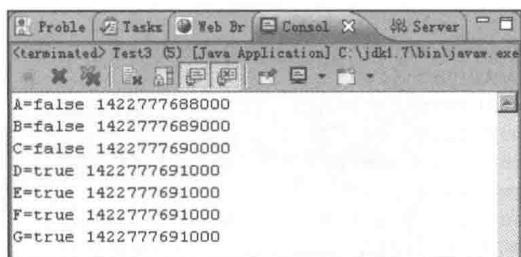 Proble Tasks Web Br Consol Server
<terminated> Test3 (5) [Java Application] C:\jdk1.7\bin\javaw.exe
A=false 1422777688000
B=false 1422777689000
C=false 1422777690000
D=true 1422777691000
E=true 1422777691000
F=true 1422777691000
G=true 1422777691000